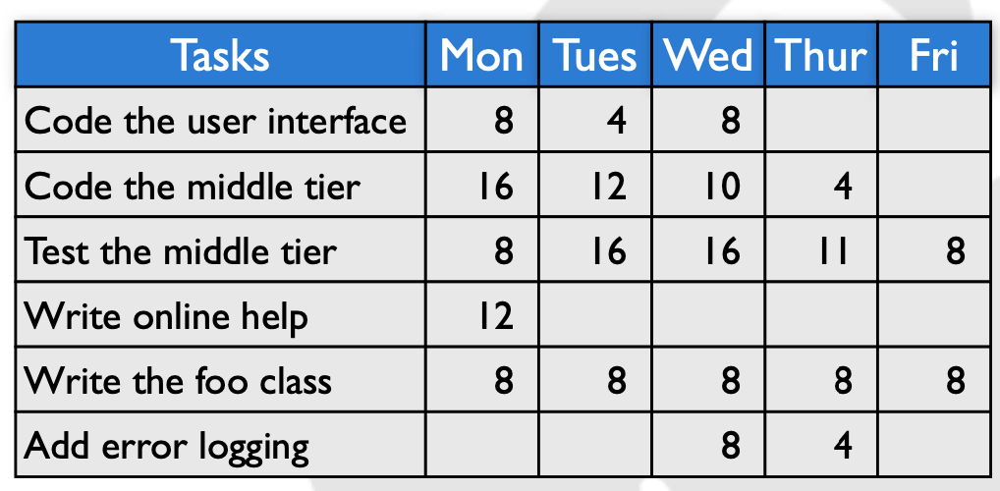 Tasks Mon Tues Wed Thur Fri
Code the user interface 8 4 8
Code the middle tier 16 12 10 4
Test the middle tier 8 16 16 11 8
Write online help 12
Write the foo class 8 8 8 8 8
Add error logging 8 4